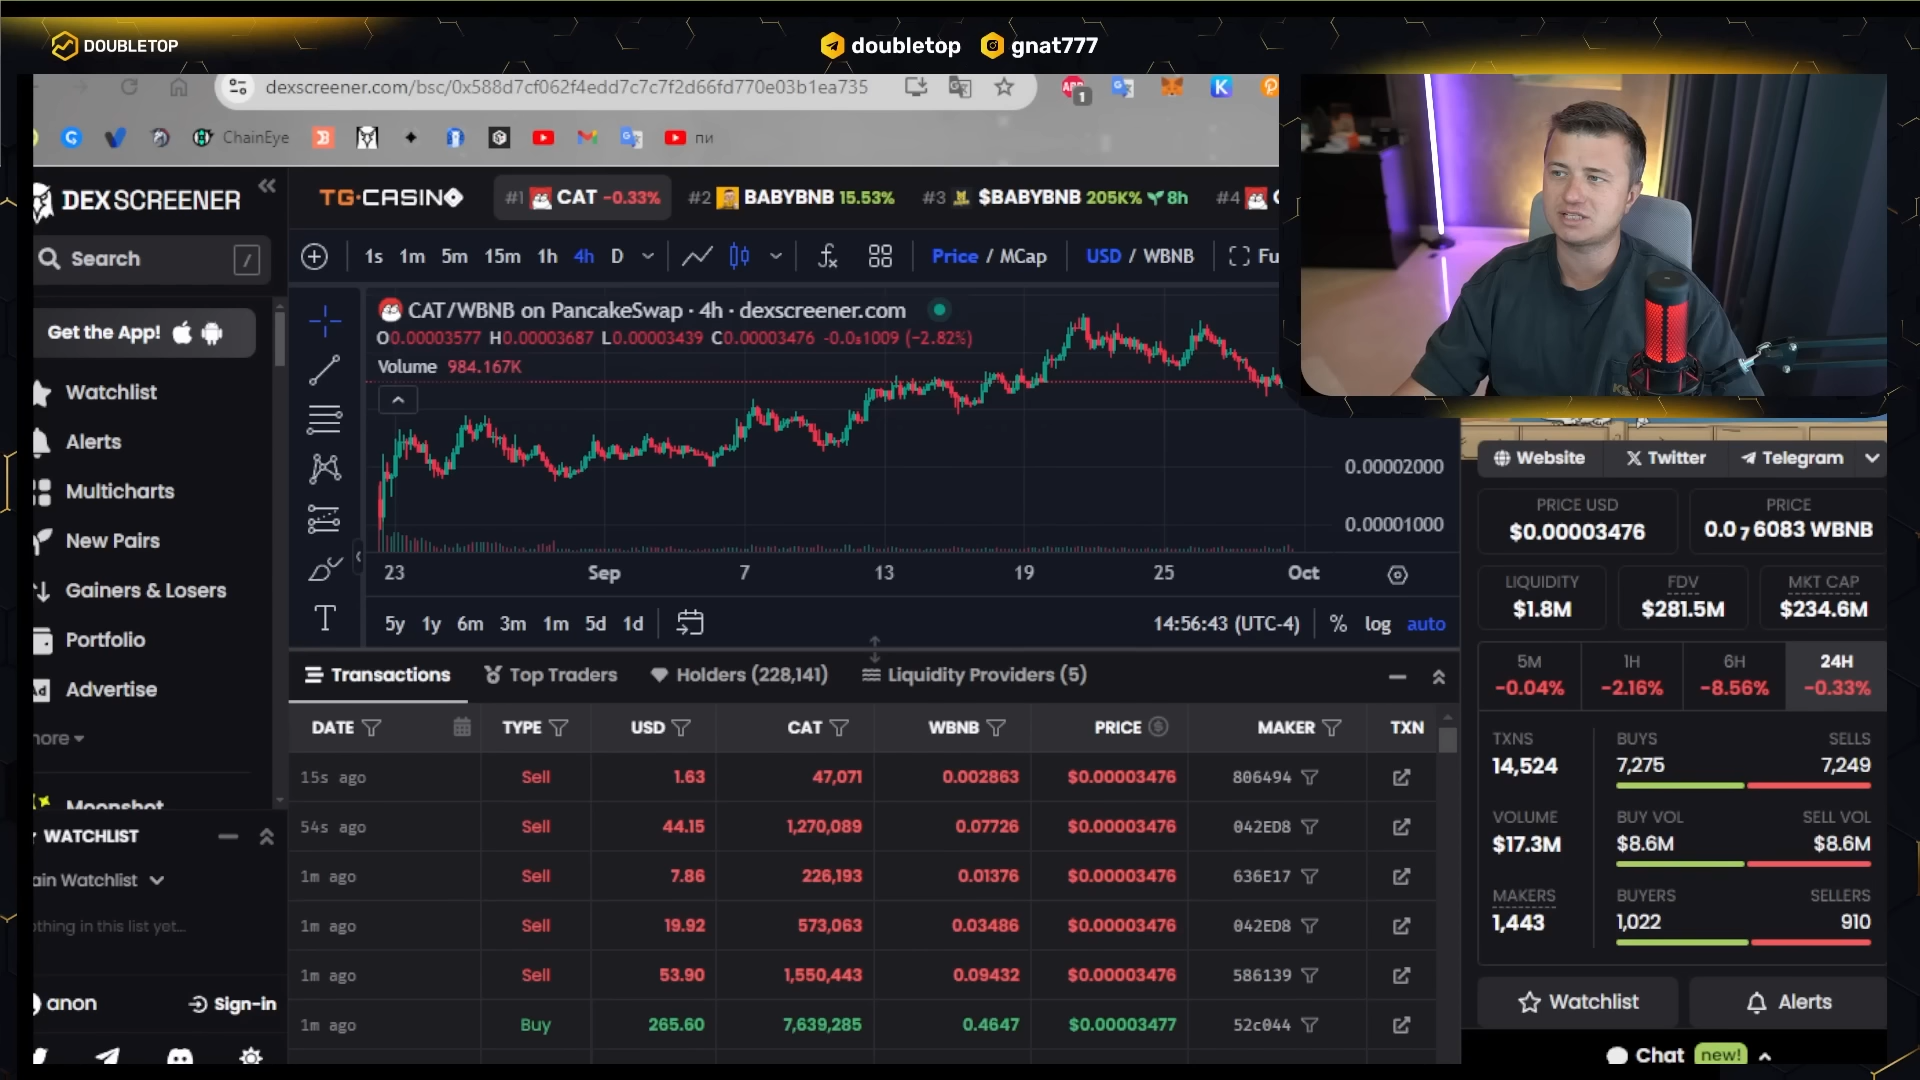 DOUBLETOP
doubletop gnat777
dexscreener.com/bsc/0x588d7cf062f4edd7c7c7f2d66fd770e03b1ea735
ChainEye
пи
DEX SCREENER
TG·CASINO
#1 CAT -0.33%
#2 BABYBNB 15.53%
#3 $BABYBNB 205K% 8h
#4
Search /
1s 1m 5m 15m 1h 4h D
Price / MCap
USD / WBNB
Get the App!
Watchlist
Alerts
Multicharts
New Pairs
Gainers & Losers
Portfolio
Advertise
Moonshot
WATCHLIST
Watchlist
anon Sign-in
CAT/WBNB on PancakeSwap · 4h · dexscreener.com
O0.00003577 H0.00003687 L0.00003439 C0.00003476 -0.0₅1009 (-2.82%)
Volume 984.167K
0.00002000
0.00001000
23 Sep 7 13 19 25 Oct
5y 1y 6m 3m 1m 5d 1d
14:56:43 (UTC-4) % log auto
Transactions Top Traders Holders (228,141) Liquidity Providers (5)
DATE TYPE USD CAT WBNB PRICE MAKER TXN
15s ago Sell 1.63 47,071 0.002863 $0.00003476 806494
54s ago Sell 44.15 1,270,089 0.07726 $0.00003476 042ED8
1m ago Sell 7.86 226,193 0.01376 $0.00003476 636E17
1m ago Sell 19.92 573,063 0.03486 $0.00003476 042ED8
1m ago Sell 53.90 1,550,443 0.09432 $0.00003476 586139
1m ago Buy 265.60 7,639,285 0.4647 $0.00003477 52c044
Website Twitter Telegram
PRICE USD
$0.00003476
PRICE
0.0₇6083 WBNB
LIQUIDITY
$1.8M
FDV
$281.5M
MKT CAP
$234.6M
5M 1H 6H 24H
-0.04% -2.16% -8.56% -0.33%
TXNS
14,524
BUYS SELLS
7,275 7,249
VOLUME
$17.3M
BUY VOL SELL VOL
$8.6M $8.6M
MAKERS
1,443
BUYERS SELLERS
1,022 910
Watchlist Alerts
Chat new!